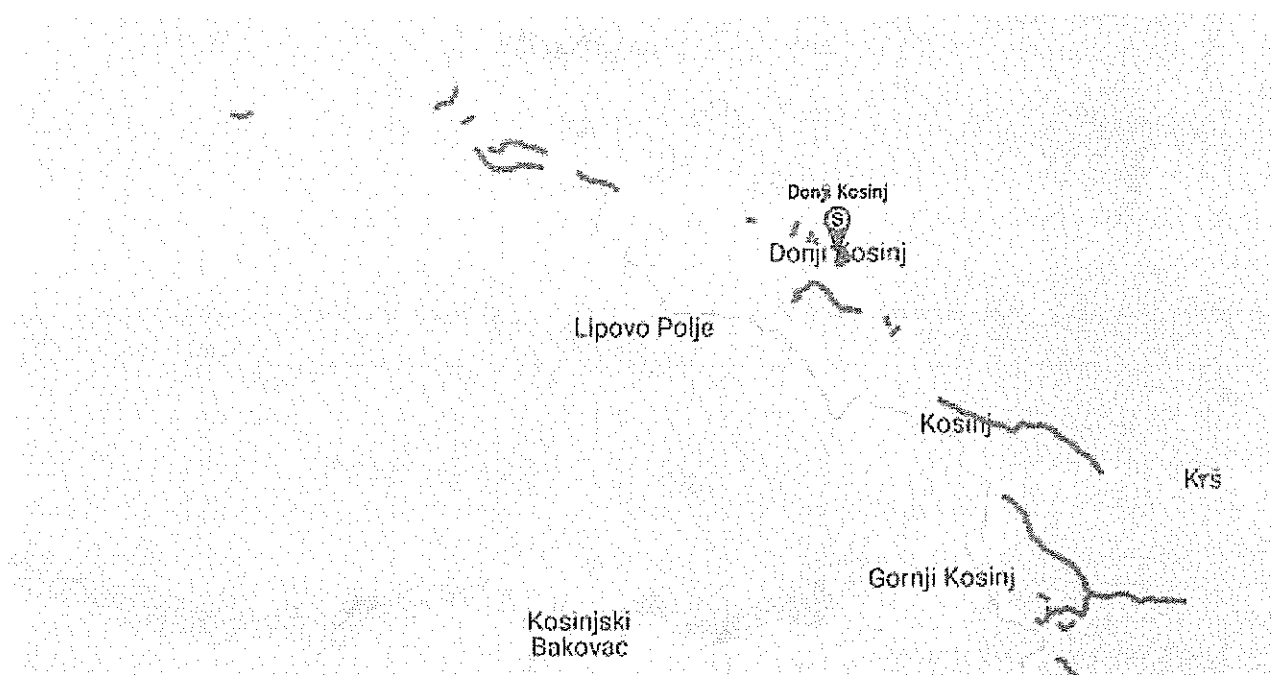 Donji Kosinj
S
Donji Kosinj
Lipovo Polje
Kosinj
Krš
Gornji Kosinj
Kosinjski
Bakovac